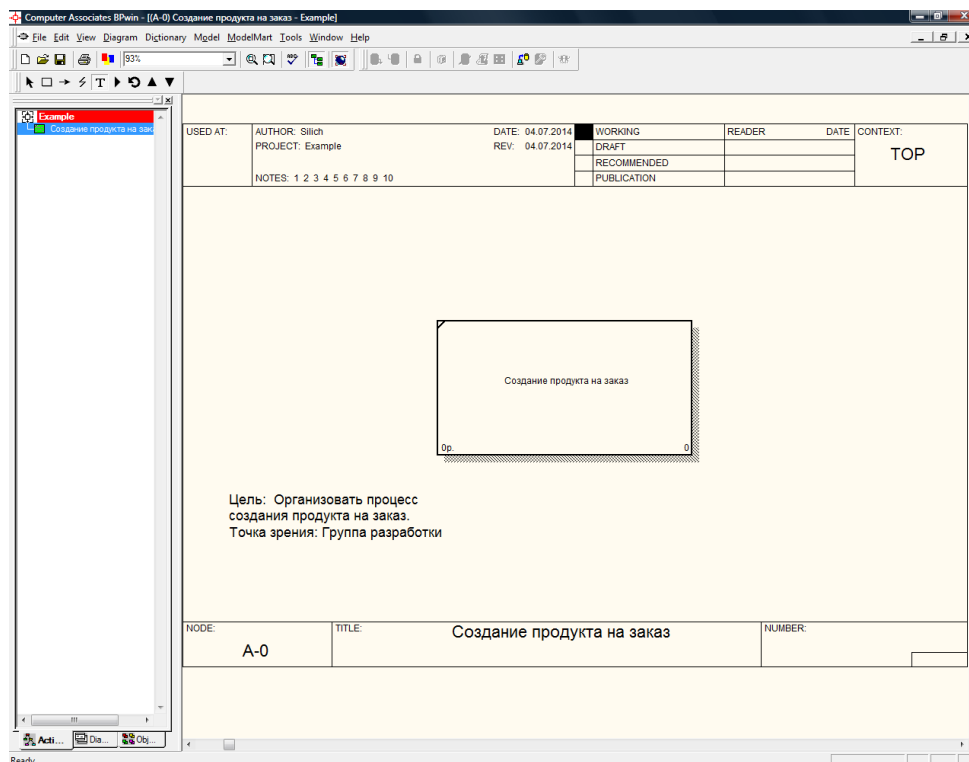 Computer Associates BPwin - [(A-0) Создание продукта на заказ - Example]
File Edit View Diagram Dictionary Model ModelMart Tools Window Help
93%
Example
Создание продукта на зак
USED AT:
AUTHOR: Silich
DATE: 04.07.2014
WORKING
READER
DATE
CONTEXT:
PROJECT: Example
REV: 04.07.2014
DRAFT
TOP
RECOMMENDED
NOTES: 1 2 3 4 5 6 7 8 9 10
PUBLICATION
Создание продукта на заказ
0р.
0
Цель: Организовать процесс
создания продукта на заказ.
Точка зрения: Группа разработки
NODE:
TITLE:
NUMBER:
A-0
Создание продукта на заказ
Acti...
Dia...
Obj...
Ready